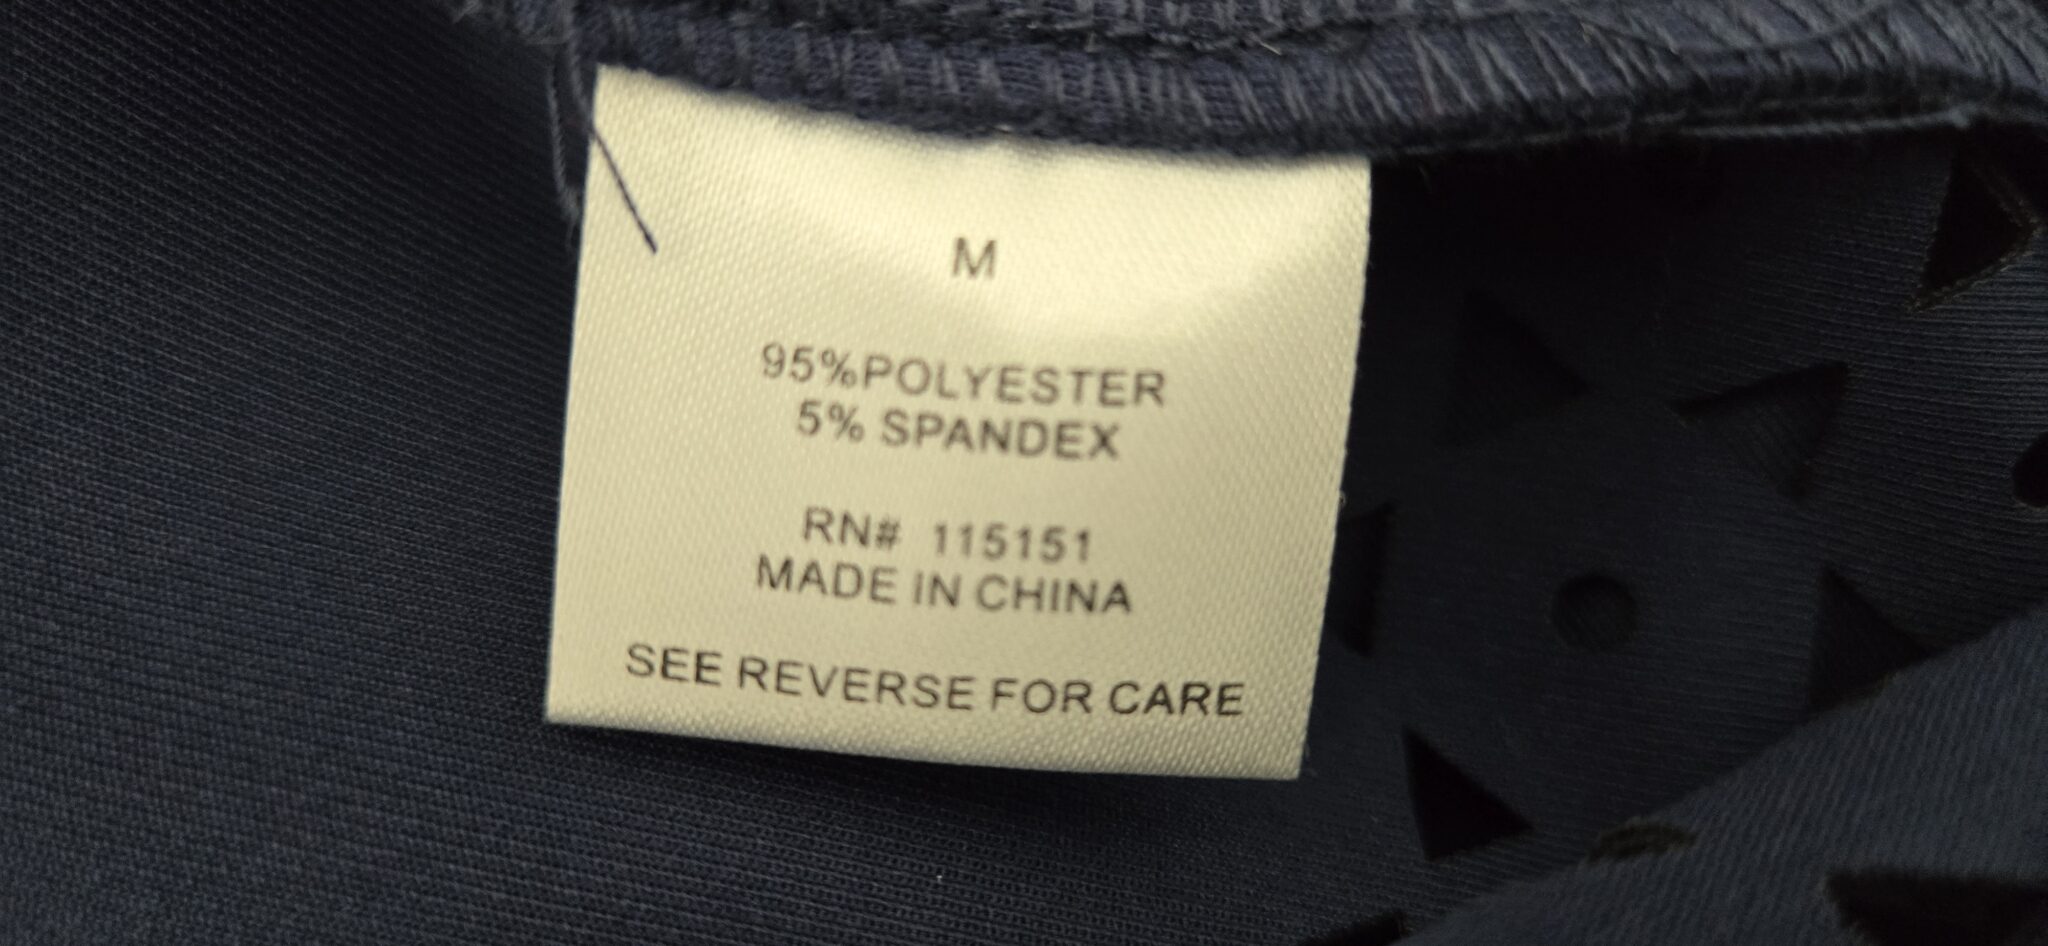 M
95%POLYESTER
5% SPANDEX
RN# 115151
MADE IN CHINA
SEE REVERSE FOR CARE